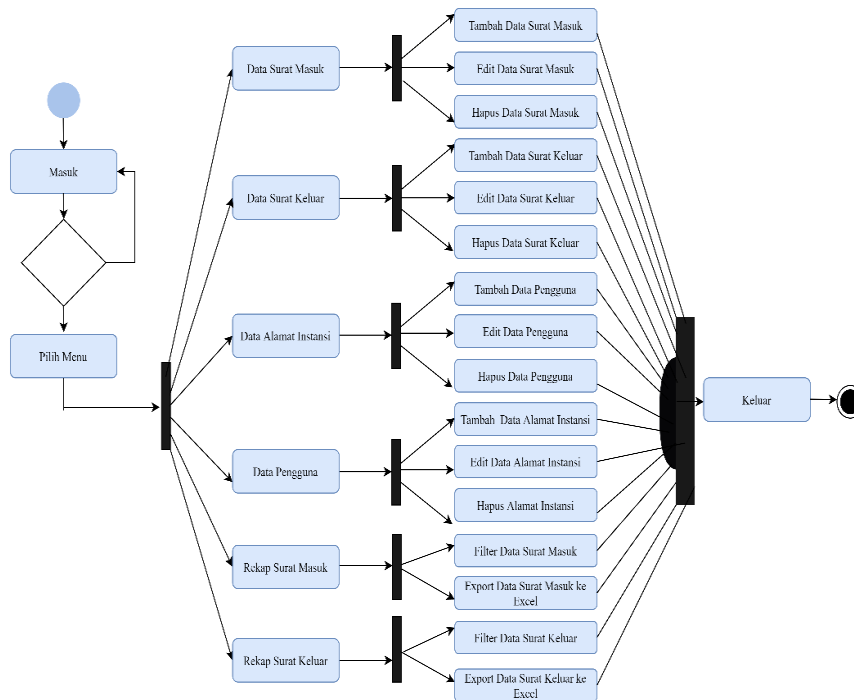 Masuk
Pilih Menu
Data Surat Masuk
Data Surat Keluar
Data Alamat Instansi
Data Pengguna
Rekap Surat Masuk
Rekap Surat Keluar
Tambah Data Surat Masuk
Edit Data Surat Masuk
Hapus Data Surat Masuk
Tambah Data Surat Keluar
Edit Data Surat Keluar
Hapus Data Surat Keluar
Tambah Data Pengguna
Edit Data Pengguna
Hapus Data Pengguna
Tambah Data Alamat Instansi
Edit Data Alamat Instansi
Hapus Alamat Instansi
Filter Data Surat Masuk
Export Data Surat Masuk ke
Excel
Filter Data Surat Keluar
Export Data Surat Keluar ke
Excel
Keluar